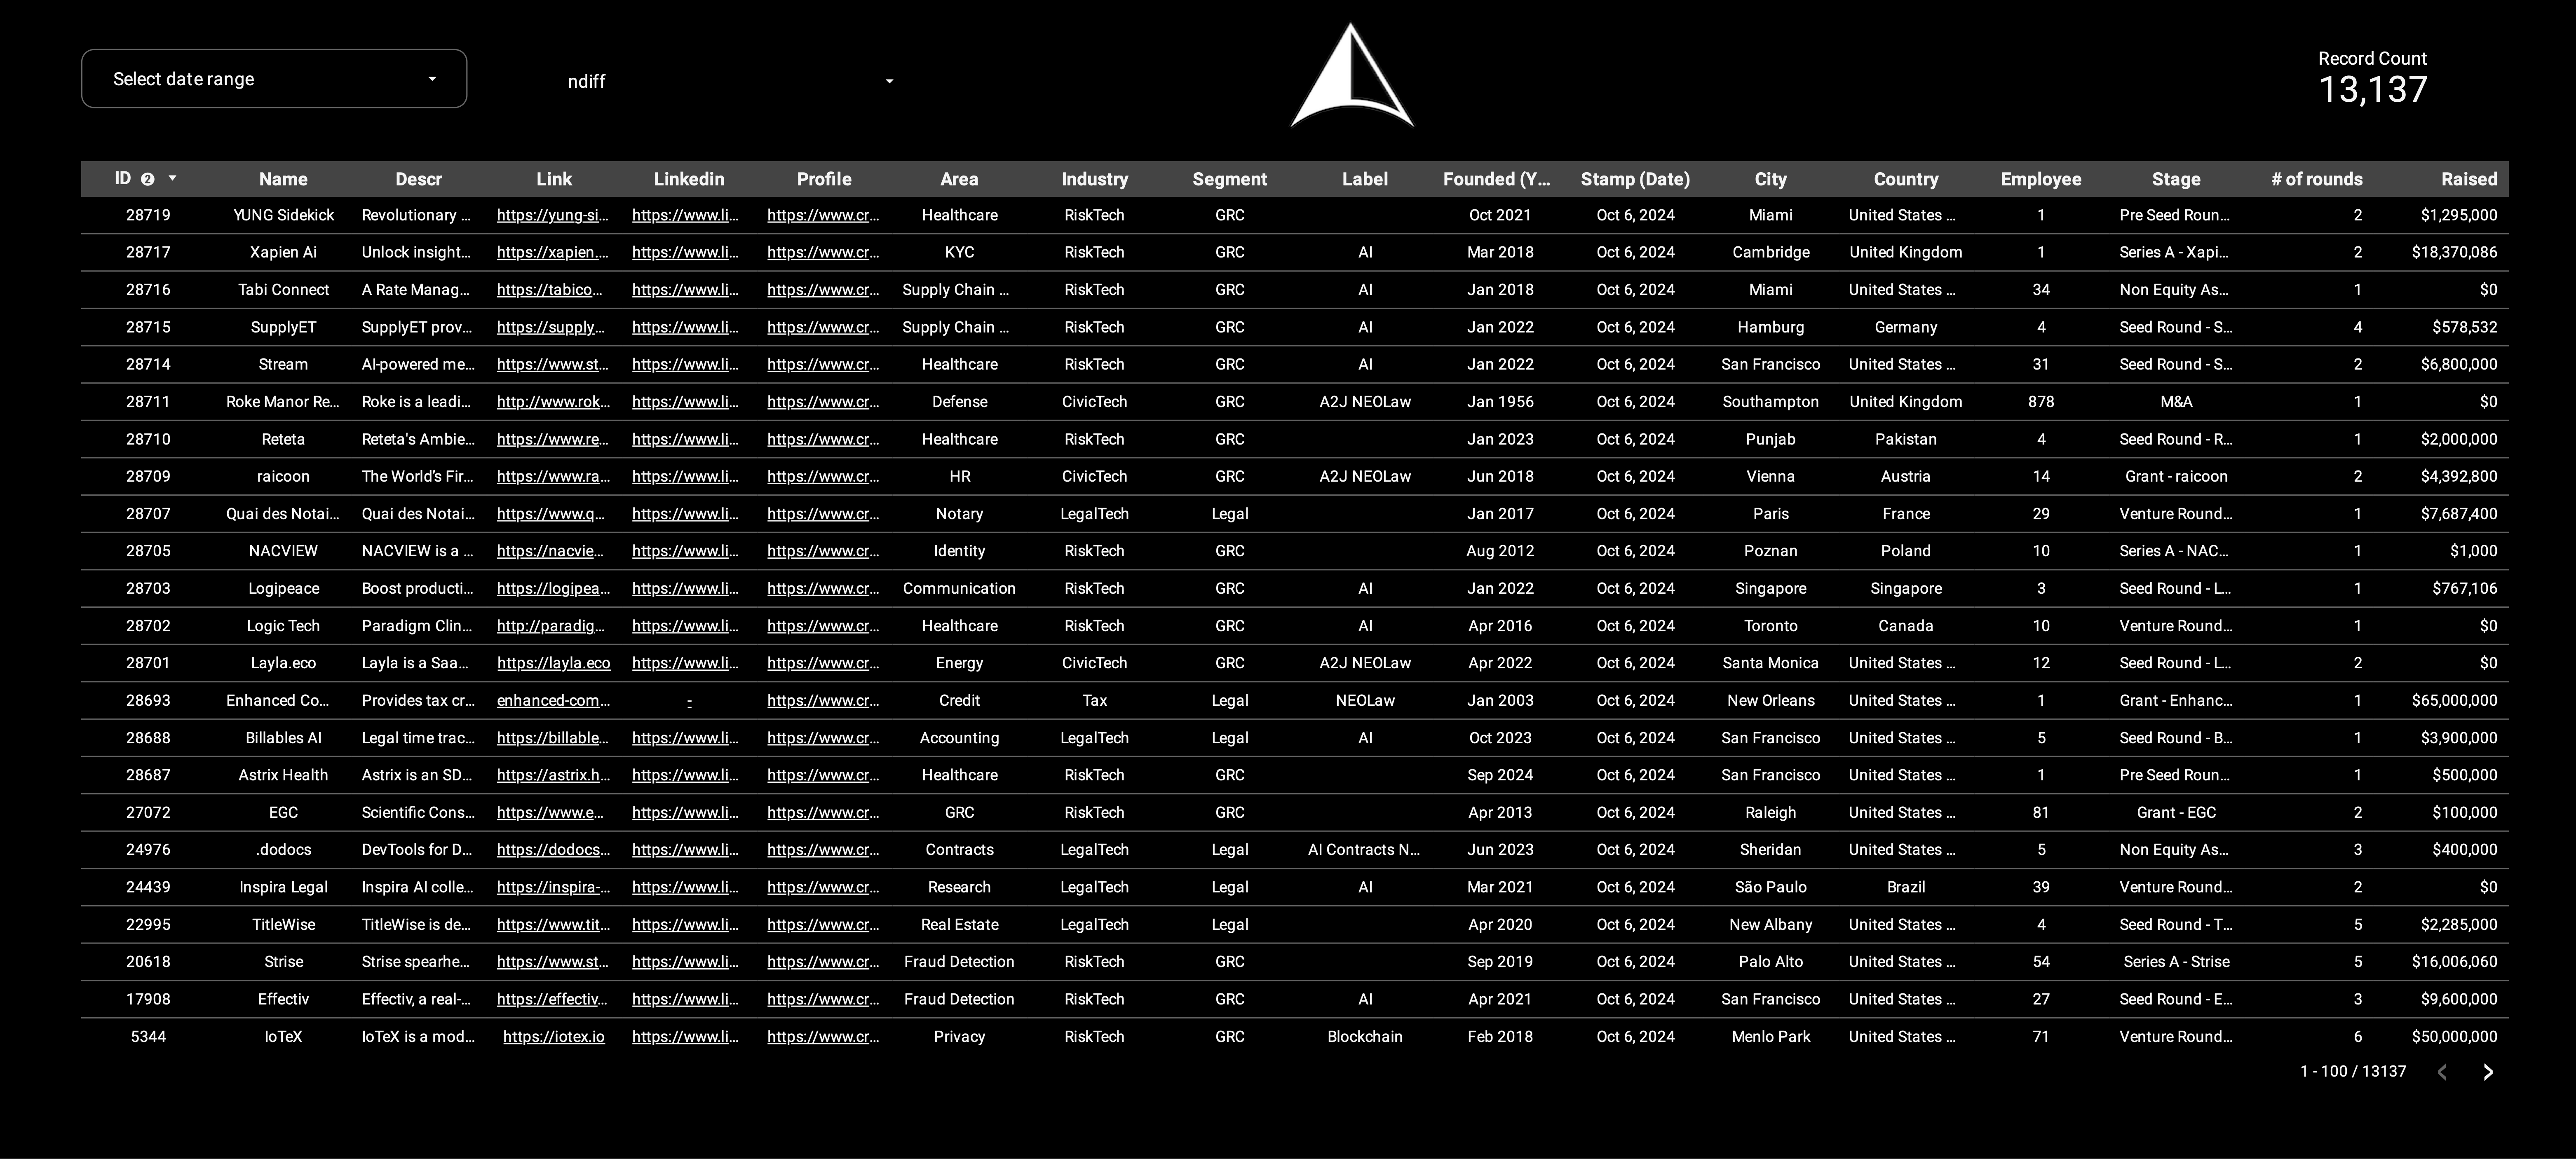 Select date range
ndiff
Record Count
13,137
ID 2 Name Descr Link Linkedin Profile Area Industry Segment Label Founded (Y... Stamp (Date) City Country Employee Stage # of rounds Raised
28719 YUNG Sidekick Revolutionary ... https://yung-si... https://www.li... https://www.cr... Healthcare RiskTech GRC Oct 2021 Oct 6, 2024 Miami United States ... 1 Pre Seed Roun... 2 $1,295,000
28717 Xapien Ai Unlock insight... https://xapien.... https://www.li... https://www.cr... KYC RiskTech GRC AI Mar 2018 Oct 6, 2024 Cambridge United Kingdom 1 Series A - Xapi... 2 $18,370,086
28716 Tabi Connect A Rate Manag... https://tabico... https://www.li... https://www.cr... Supply Chain ... RiskTech GRC AI Jan 2018 Oct 6, 2024 Miami United States ... 34 Non Equity As... 1 $0
28715 SupplyET SupplyET prov... https://supply... https://www.li... https://www.cr... Supply Chain ... RiskTech GRC AI Jan 2022 Oct 6, 2024 Hamburg Germany 4 Seed Round - S... 4 $578,532
28714 Stream AI-powered me... https://www.st... https://www.li... https://www.cr... Healthcare RiskTech GRC AI Jan 2022 Oct 6, 2024 San Francisco United States ... 31 Seed Round - S... 2 $6,800,000
28711 Roke Manor Re... Roke is a leadi... http://www.rok... https://www.li... https://www.cr... Defense CivicTech GRC A2J NEOLaw Jan 1956 Oct 6, 2024 Southampton United Kingdom 878 M&A 1 $0
28710 Reteta Reteta's Ambie... https://www.re... https://www.li... https://www.cr... Healthcare RiskTech GRC Jan 2023 Oct 6, 2024 Punjab Pakistan 4 Seed Round - R... 1 $2,000,000
28709 raicoon The World's Fir... https://www.ra... https://www.li... https://www.cr... HR CivicTech GRC A2J NEOLaw Jun 2018 Oct 6, 2024 Vienna Austria 14 Grant - raicoon 2 $4,392,800
28707 Quai des Notai... Quai des Notai... https://www.q... https://www.li... https://www.cr... Notary LegalTech Legal Jan 2017 Oct 6, 2024 Paris France 29 Venture Round... 1 $7,687,400
28705 NACVIEW NACVIEW is a ... https://nacvie... https://www.li... https://www.cr... Identity RiskTech GRC Aug 2012 Oct 6, 2024 Poznan Poland 10 Series A - NAC... 1 $1,000
28703 Logipeace Boost producti... https://logipea... https://www.li... https://www.cr... Communication RiskTech GRC AI Jan 2022 Oct 6, 2024 Singapore Singapore 3 Seed Round - L... 1 $767,106
28702 Logic Tech Paradigm Clin... http://paradig... https://www.li... https://www.cr... Healthcare RiskTech GRC AI Apr 2016 Oct 6, 2024 Toronto Canada 10 Venture Round... 1 $0
28701 Layla.eco Layla is a Saa... https://layla.eco https://www.li... https://www.cr... Energy CivicTech GRC A2J NEOLaw Apr 2022 Oct 6, 2024 Santa Monica United States ... 12 Seed Round - L... 2 $0
28693 Enhanced Co... Provides tax cr... enhanced-com... - https://www.cr... Credit Tax Legal NEOLaw Jan 2003 Oct 6, 2024 New Orleans United States ... 1 Grant - Enhanc... 1 $65,000,000
28688 Billables AI Legal time trac... https://billable... https://www.li... https://www.cr... Accounting LegalTech Legal AI Oct 2023 Oct 6, 2024 San Francisco United States ... 5 Seed Round - B... 1 $3,900,000
28687 Astrix Health Astrix is an SD... https://astrix.h... https://www.li... https://www.cr... Healthcare RiskTech GRC Sep 2024 Oct 6, 2024 San Francisco United States ... 1 Pre Seed Roun... 1 $500,000
27072 EGC Scientific Cons... https://www.e... https://www.li... https://www.cr... GRC RiskTech GRC Apr 2013 Oct 6, 2024 Raleigh United States ... 81 Grant - EGC 2 $100,000
24976 .dodocs DevTools for D... https://dodocs... https://www.li... https://www.cr... Contracts LegalTech Legal AI Contracts N... Jun 2023 Oct 6, 2024 Sheridan United States ... 5 Non Equity As... 3 $400,000
24439 Inspira Legal Inspira AI colle... https://inspira-... https://www.li... https://www.cr... Research LegalTech Legal AI Mar 2021 Oct 6, 2024 São Paulo Brazil 39 Venture Round... 2 $0
22995 TitleWise TitleWise is de... https://www.tit... https://www.li... https://www.cr... Real Estate LegalTech Legal Apr 2020 Oct 6, 2024 New Albany United States ... 4 Seed Round - T... 5 $2,285,000
20618 Strise Strise spearhe... https://www.st... https://www.li... https://www.cr... Fraud Detection RiskTech GRC Sep 2019 Oct 6, 2024 Palo Alto United States ... 54 Series A - Strise 5 $16,006,060
17908 Effectiv Effectiv, a real-... https://effectiv... https://www.li... https://www.cr... Fraud Detection RiskTech GRC AI Apr 2021 Oct 6, 2024 San Francisco United States ... 27 Seed Round - E... 3 $9,600,000
5344 IoTeX IoTeX is a mod... https://iotex.io https://www.li... https://www.cr... Privacy RiskTech GRC Blockchain Feb 2018 Oct 6, 2024 Menlo Park United States ... 71 Venture Round... 6 $50,000,000
1 - 100 / 13137